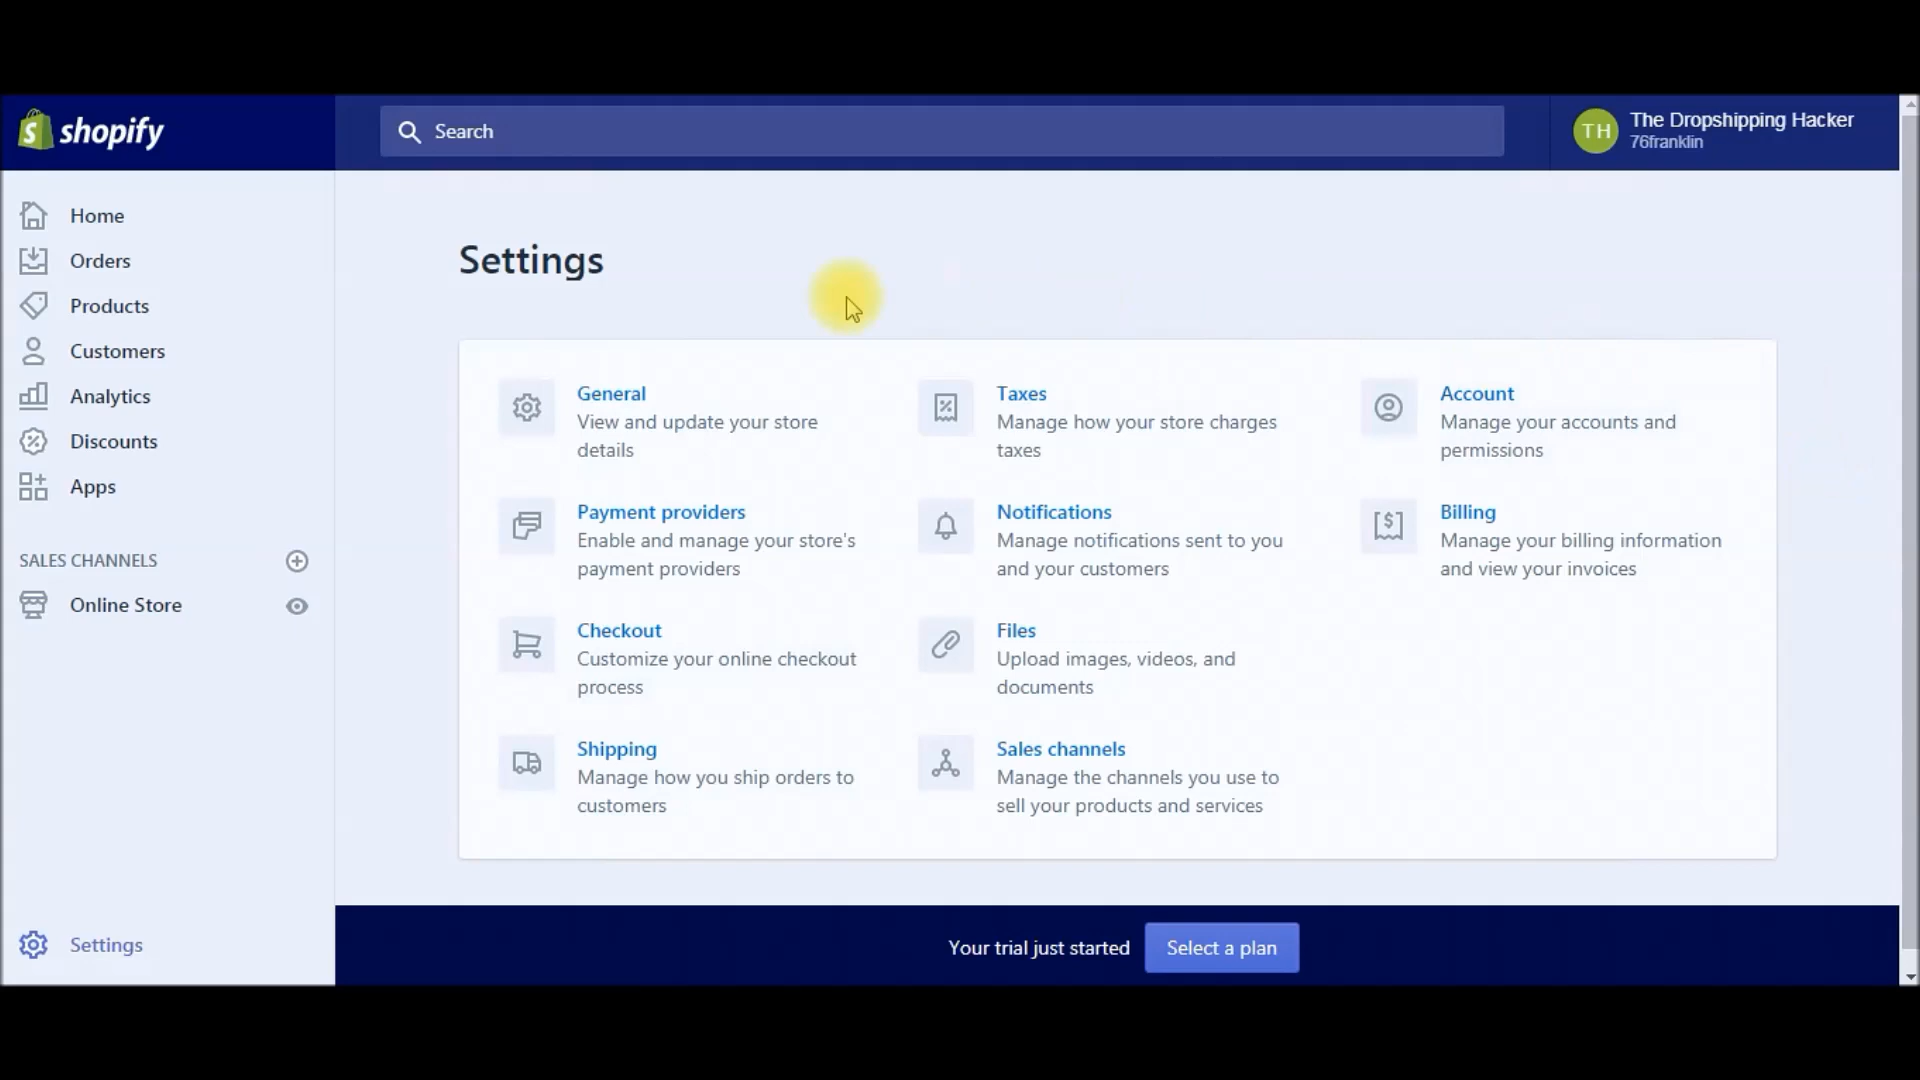 shopify
Search
TH
The Dropshipping Hacker
76franklin
Home
Orders
Products
Customers
Analytics
Discounts
Apps
SALES CHANNELS
Online Store
Settings
Settings
General
View and update your store
details
Payment providers
Enable and manage your store's
payment providers
Checkout
Customize your online checkout
process
Shipping
Manage how you ship orders to
customers
Taxes
Manage how your store charges
taxes
Notifications
Manage notifications sent to you
and your customers
Files
Upload images, videos, and
documents
Sales channels
Manage the channels you use to
sell your products and services
Account
Manage your accounts and
permissions
Billing
Manage your billing information
and view your invoices
Your trial just started
Select a plan